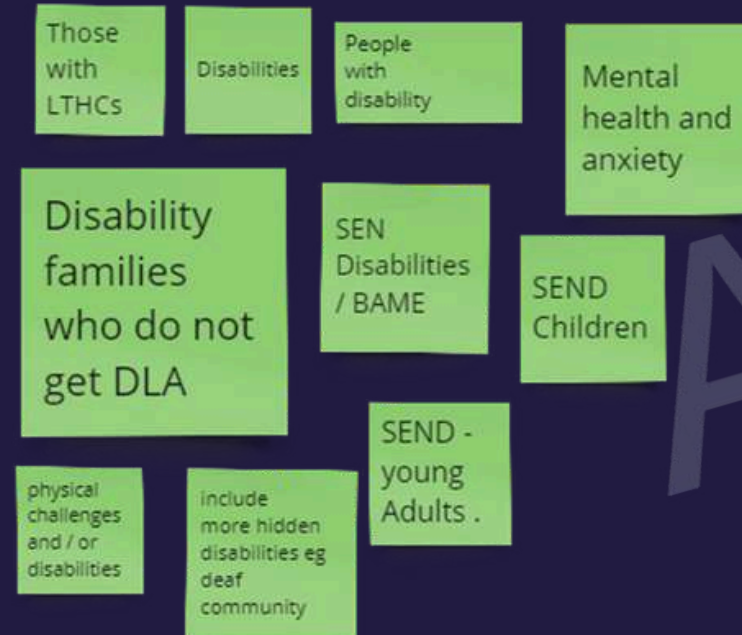 Those
with
LTHCs
Disabilities
People
with
disability
Mental
health and
anxiety
Disability
families
who do not
get DLA
SEN
Disabilities
/ BAME
SEND
Children
SEND -
young
Adults .
physical
challenges
and / or
disabilities
include
more hidden
disabilities eg
deaf
community